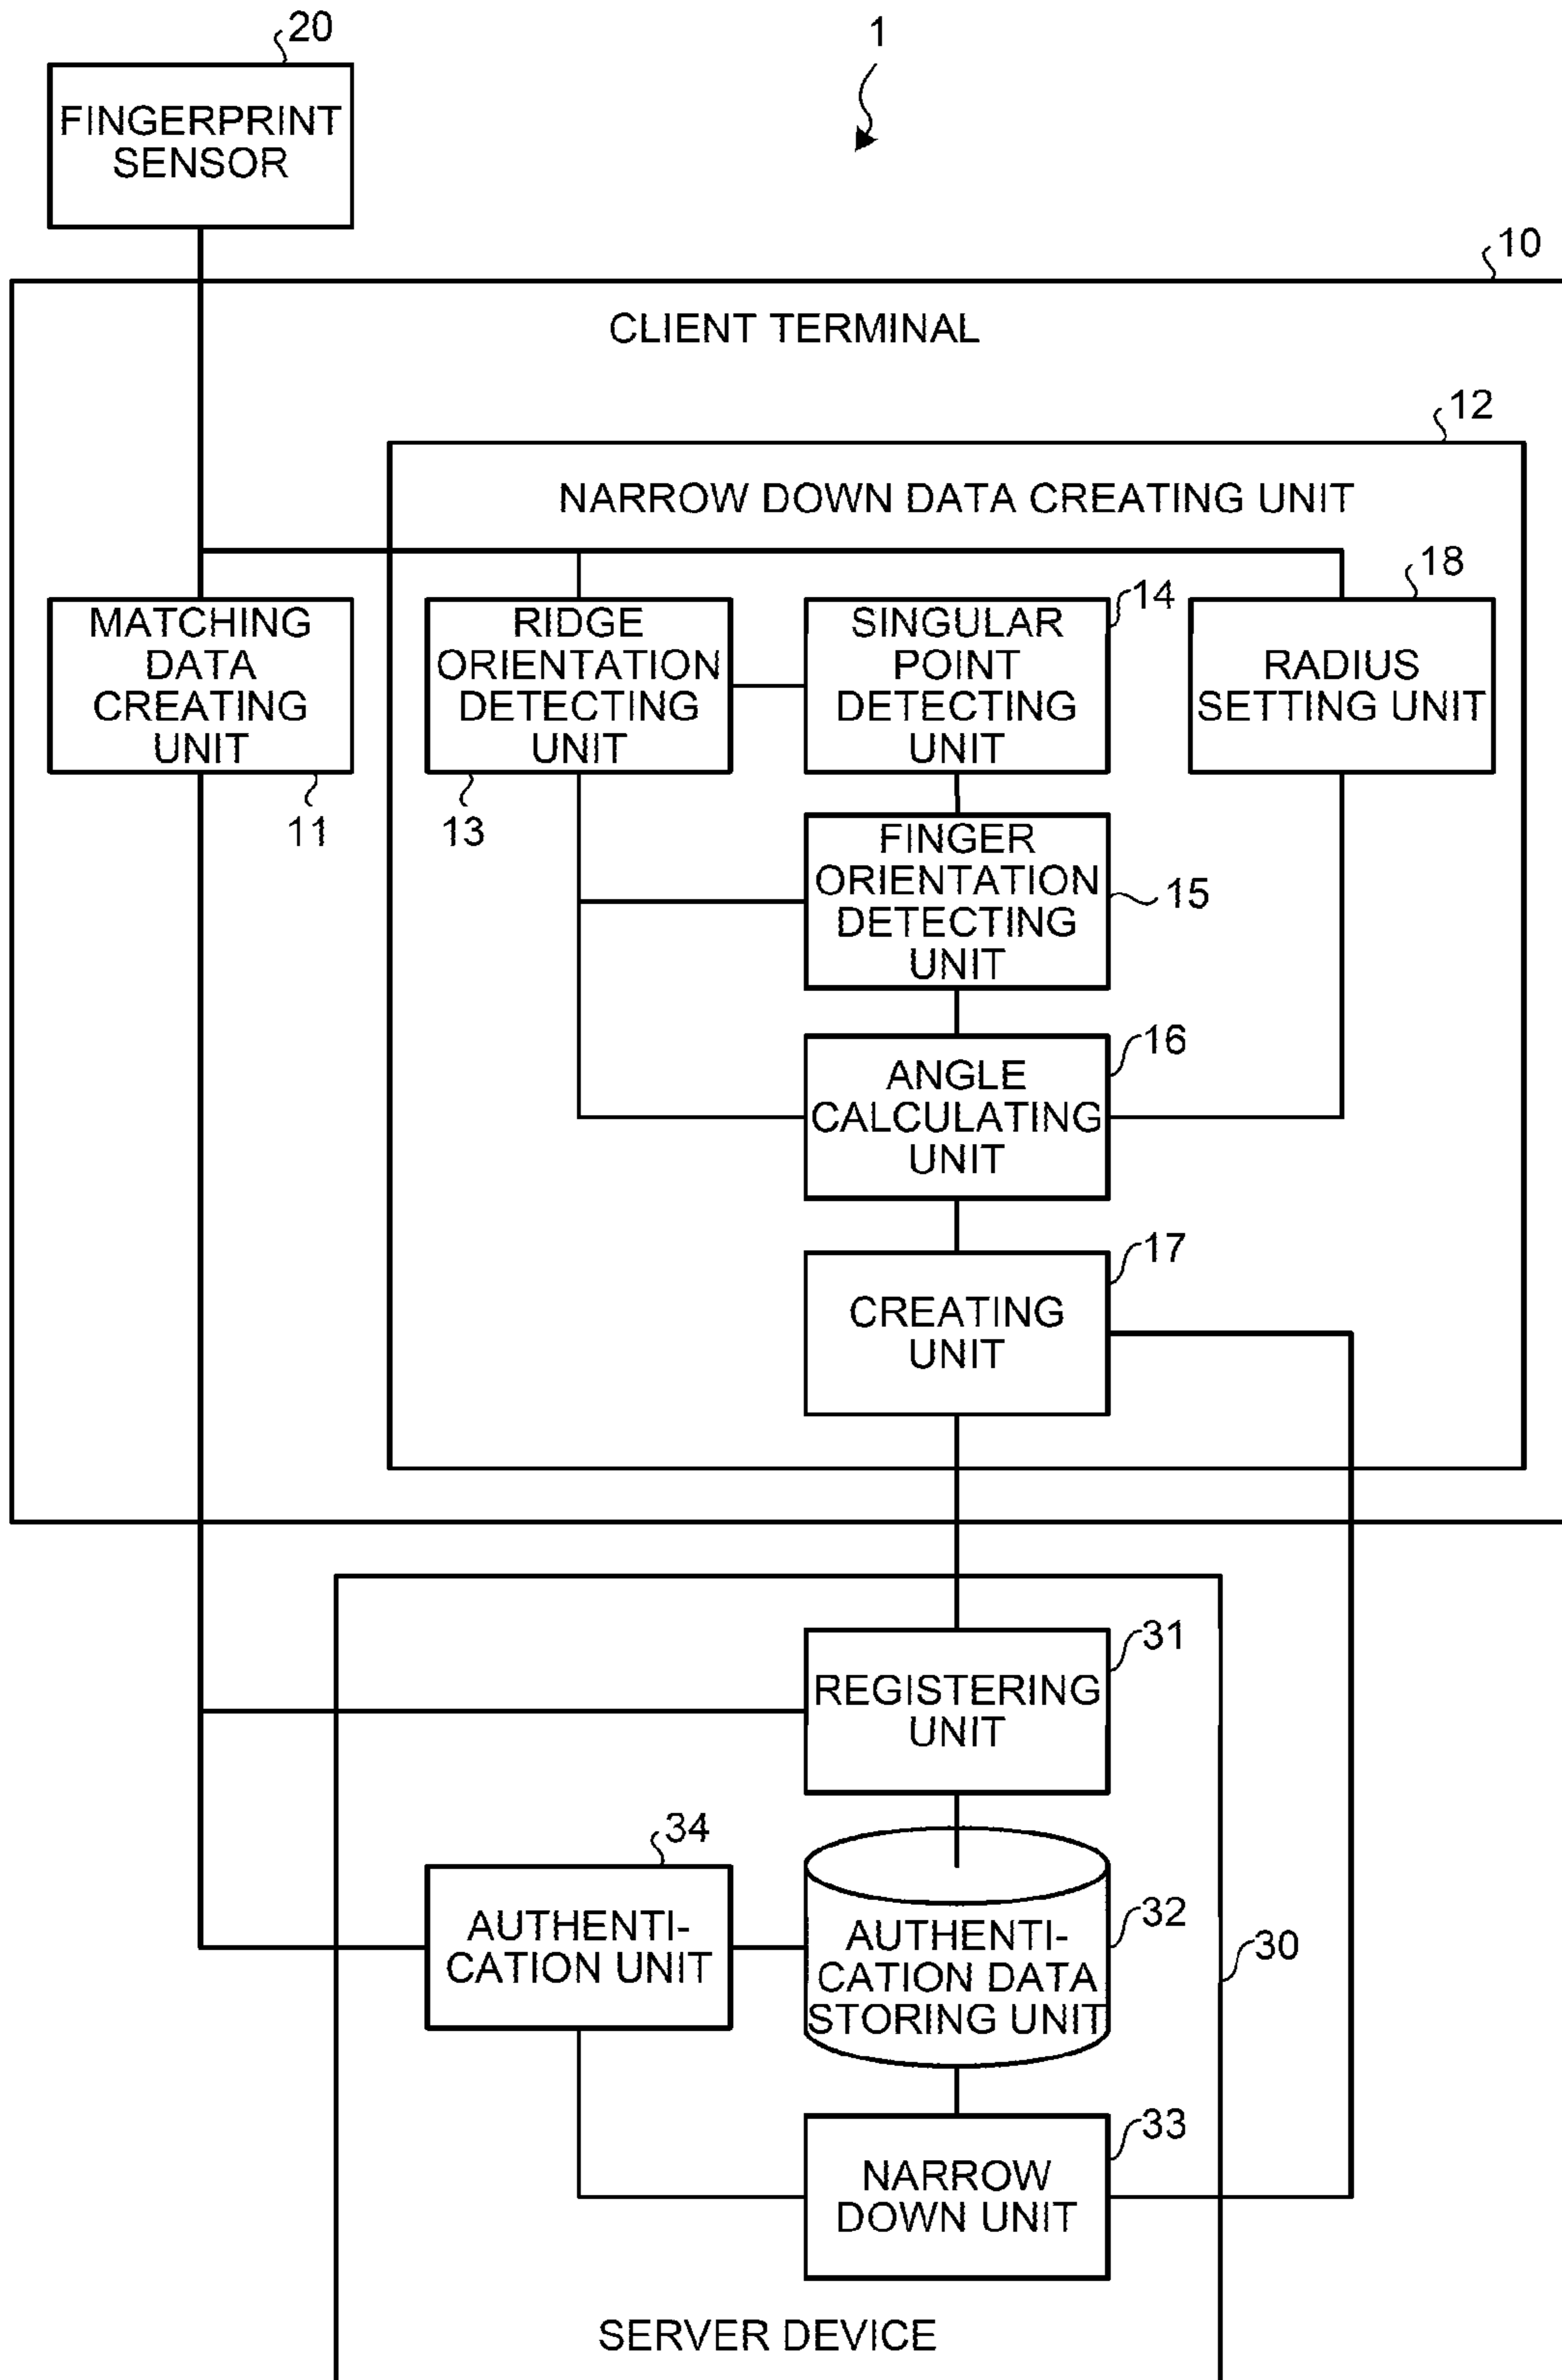 20
1
FINGERPRINT
SENSOR
10
CLIENT TERMINAL
12
NARROW DOWN DATA CREATING UNIT
18
14
MATCHING
DATA
CREATING
UNIT
11
RIDGE
ORIENTATION
DETECTING
UNIT
13
SINGULAR
POINT
DETECTING
UNIT
RADIUS
SETTING UNIT
FINGER
ORIENTATION
DETECTING
UNIT
15
16
ANGLE
CALCULATING
UNIT
17
CREATING
UNIT
31
REGISTERING
UNIT
34
AUTHENTI-
CATION UNIT
32
AUTHENTI-
CATION DATA
STORING UNIT
30
33
NARROW
DOWN UNIT
SERVER DEVICE